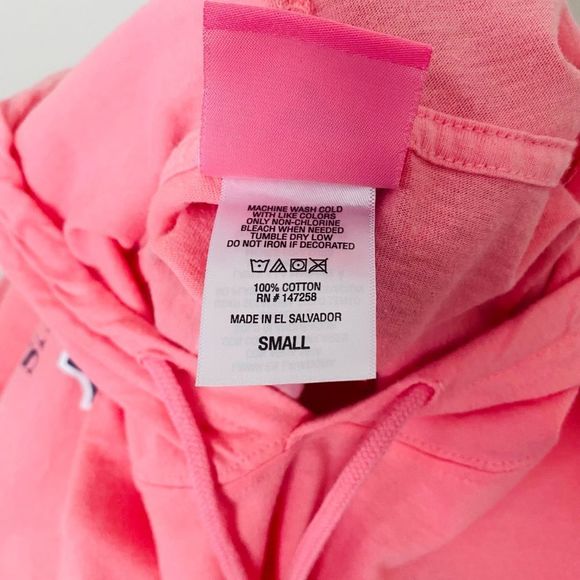 MACHINE WASH COLD
WITH LIKE COLORS
ONLY NON-CHLORINE
BLEACH WHEN NEEDED
TUMBLE DRY LOW
DO NOT IRON IF DECORATED
100% COTTON
RN # 147258
MADE IN EL SALVADOR
SMALL